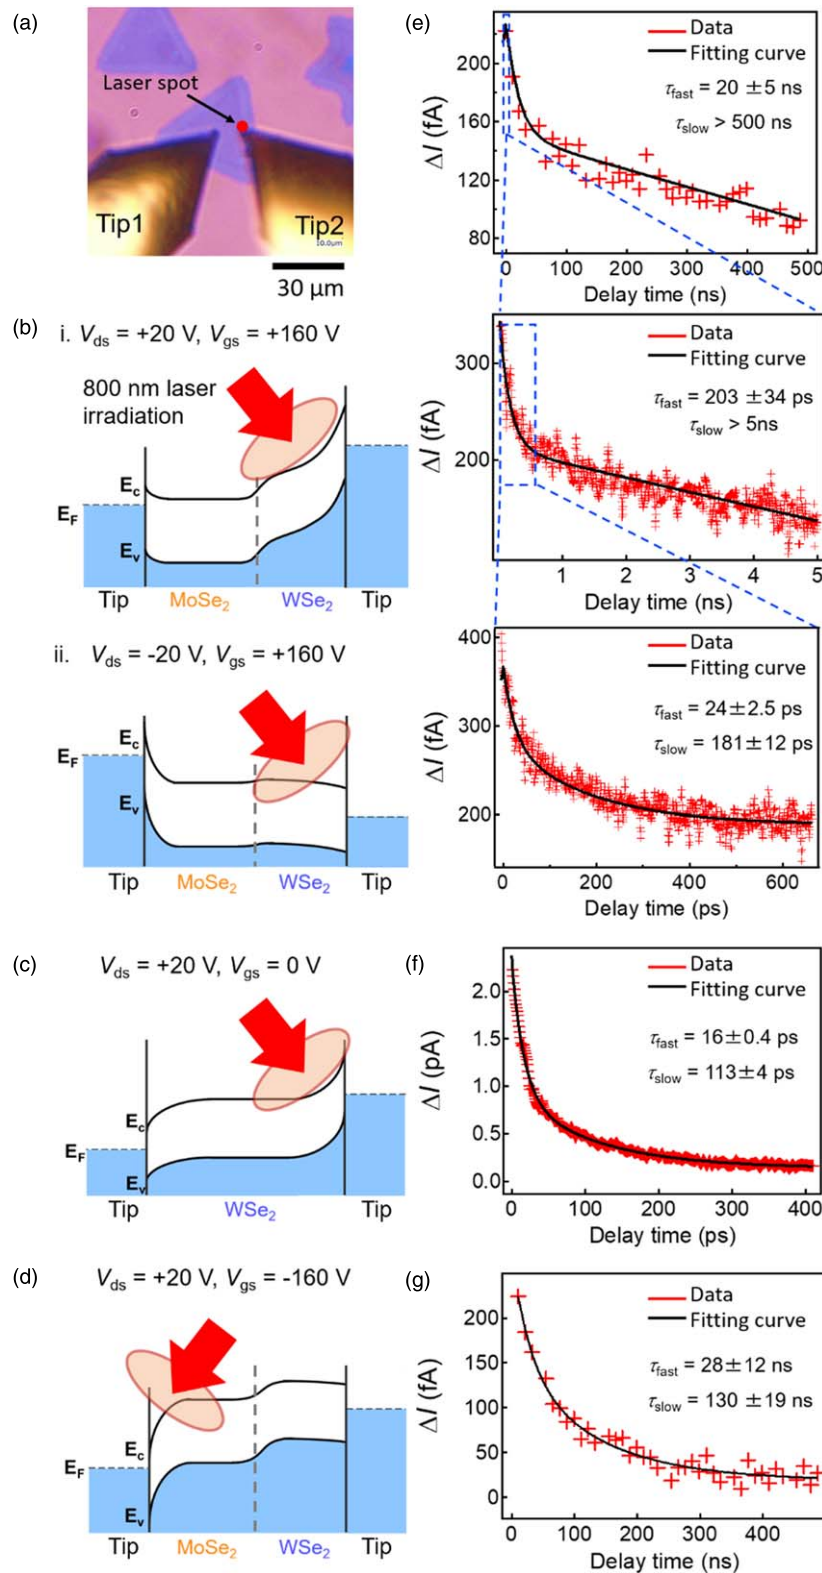 (a)
Laser spot
Tip1
Tip2
10.0μm
30 μm
(b)
i. Vds = +20 V, Vgs = +160 V
800 nm laser
irradiation
Ec
EF
Ev
Tip
MoSe2
WSe2
Tip
ii. Vds = -20 V, Vgs = +160 V
Ec
EF
Ev
Tip
MoSe2
WSe2
Tip
(c)
Vds = +20 V, Vgs = 0 V
Ec
EF
Ev
Tip
WSe2
Tip
(d)
Vds = +20 V, Vgs = -160 V
Ec
EF
Ev
Tip
MoSe2
WSe2
Tip
(e)
Data
Fitting curve
τfast = 20 ±5 ns
τslow > 500 ns
ΔI (fA)
200
160
120
80
0 100 200 300 400 500
Delay time (ns)
Data
Fitting curve
τfast = 203 ±34 ps
τslow > 5ns
ΔI (fA)
300
200
1 2 3 4 5
Delay time (ns)
Data
Fitting curve
τfast = 24±2.5 ps
τslow = 181±12 ps
ΔI (fA)
400
300
200
0 200 400 600
Delay time (ps)
(f)
Data
Fitting curve
τfast = 16±0.4 ps
τslow = 113±4 ps
ΔI (pA)
2.0
1.5
1.0
0.5
0.0
0 100 200 300 400
Delay time (ps)
(g)
Data
Fitting curve
τfast = 28±12 ns
τslow = 130 ±19 ns
ΔI (fA)
200
150
100
50
0
0 100 200 300 400
Delay time (ns)